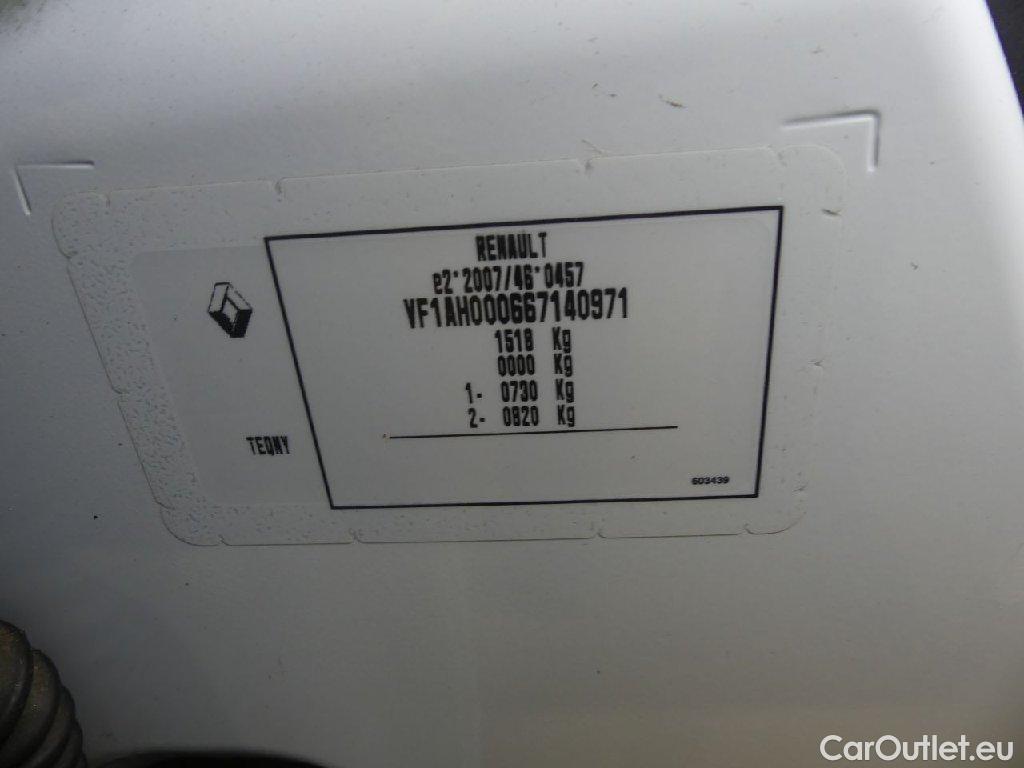 RENAULT
e2*2007/46*0457
VF1AH000667140971
1518 Kg
0000 Kg
1- 0730 Kg
2- 0820 Kg
TEQNY
603439
CarOutlet.eu